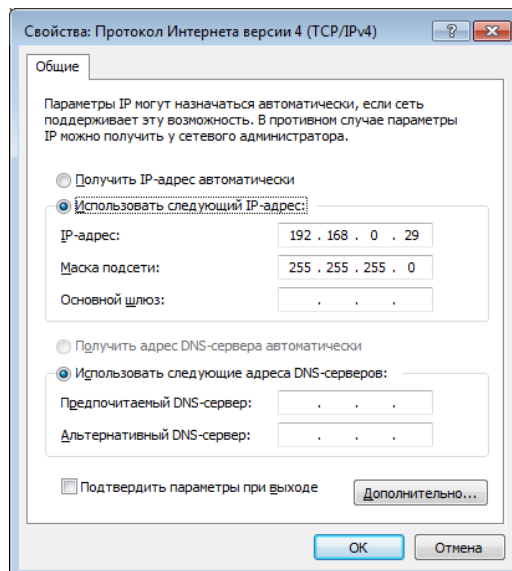 Свойства: Протокол Интернета версии 4 (TCP/IPv4)
Общие
Параметры IP могут назначаться автоматически, если сеть
поддерживает эту возможность. В противном случае параметры
IP можно получить у сетевого администратора.
Получить IP-адрес автоматически
Использовать следующий IP-адрес:
IP-адрес: 192 . 168 . 0 . 29
Маска подсети: 255 . 255 . 255 . 0
Основной шлюз: . . .
Получить адрес DNS-сервера автоматически
Использовать следующие адреса DNS-серверов:
Предпочитаемый DNS-сервер: . . .
Альтернативный DNS-сервер: . . .
Подтвердить параметры при выходе
Дополнительно...
ОК Отмена